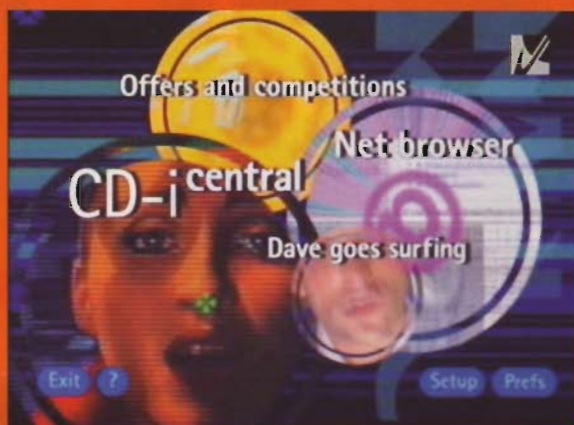 Offers and competitions
Net browser
CD-i central
Dave goes surfing
Exit ? Setup Prefs